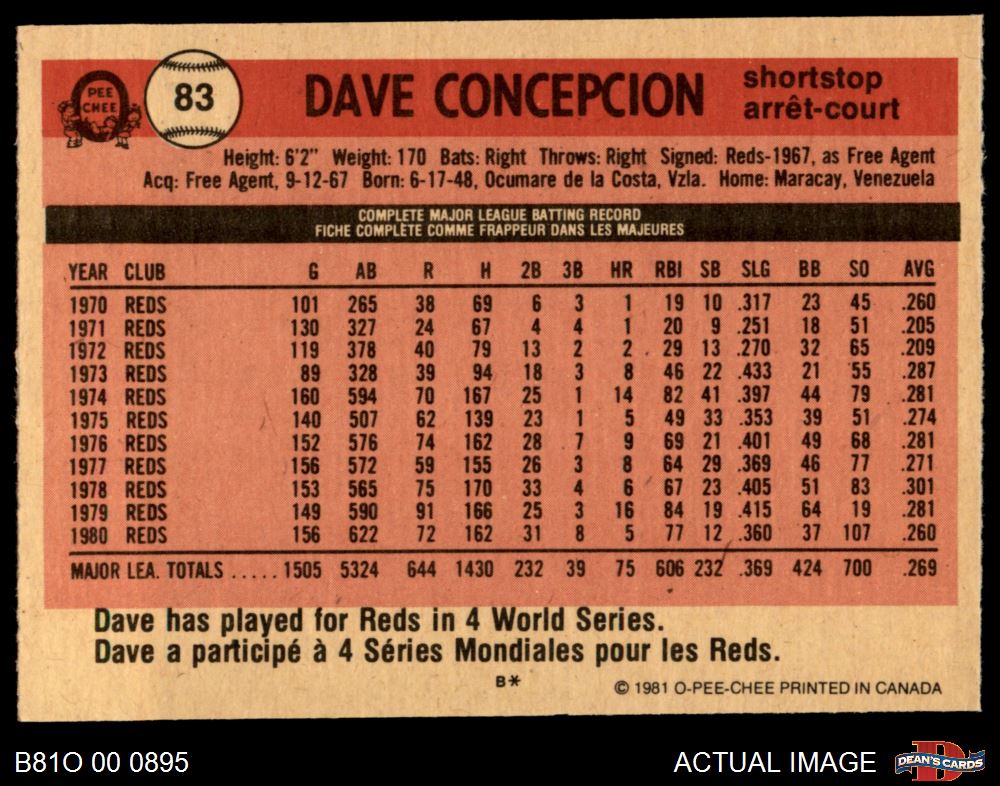 PEE
CHEE
83
DAVE CONCEPCION
shortstop
arrêt-court
Height: 6'2" Weight: 170 Bats: Right Throws: Right Signed: Reds-1967, as Free Agent
Acq: Free Agent, 9-12-67 Born: 6-17-48, Ocumare de la Costa, Vzla. Home: Maracay, Venezuela
COMPLETE MAJOR LEAGUE BATTING RECORD
FICHE COMPLÈTE COMME FRAPPEUR DANS LES MAJEURES
YEAR CLUB G AB R H 2B 3B HR RBI SB SLG BB SO AVG
1970 REDS 101 265 38 69 6 3 1 19 10 .317 23 45 .260
1971 REDS 130 327 24 67 4 4 1 20 9 .251 18 51 .205
1972 REDS 119 378 40 79 13 2 2 29 13 .270 32 65 .209
1973 REDS 89 328 39 94 18 3 8 46 22 .433 21 55 .287
1974 REDS 160 594 70 167 25 1 14 82 41 .397 44 79 .281
1975 REDS 140 507 62 139 23 1 5 49 33 .353 39 51 .274
1976 REDS 152 576 74 162 28 7 9 69 21 .401 49 68 .281
1977 REDS 156 572 59 155 26 3 8 64 29 .369 46 77 .271
1978 REDS 153 565 75 170 33 4 6 67 23 .405 51 83 .301
1979 REDS 149 590 91 166 25 3 16 84 19 .415 64 19 .281
1980 REDS 156 622 72 162 31 8 5 77 12 .360 37 107 .260
MAJOR LEA. TOTALS ..... 1505 5324 644 1430 232 39 75 606 232 .369 424 700 .269
Dave has played for Reds in 4 World Series.
Dave a participé à 4 Séries Mondiales pour les Reds.
B*
© 1981 O-PEE-CHEE PRINTED IN CANADA
B81O 00 0895
ACTUAL IMAGE
DEAN'S CARDS